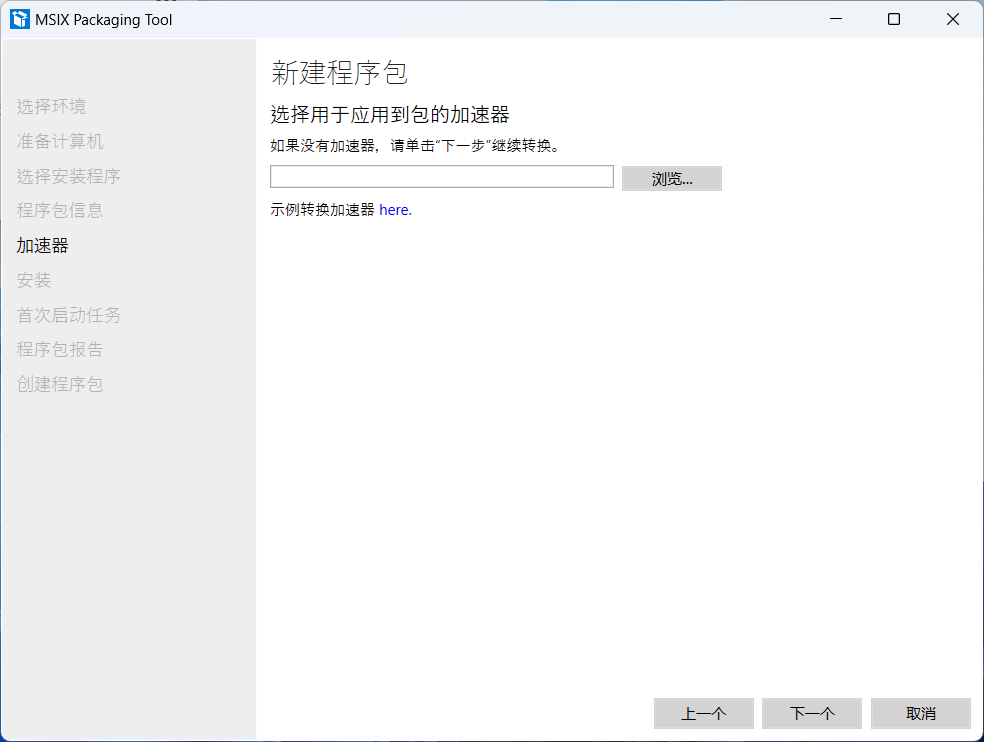 MSIX Packaging Tool
选择环境
准备计算机
选择安装程序
程序包信息
加速器
安装
首次启动任务
程序包报告
创建程序包
新建程序包
选择用于应用到包的加速器
如果没有加速器，请单击“下一步”继续转换。
浏览...
示例转换加速器 here.
上一个
下一个
取消